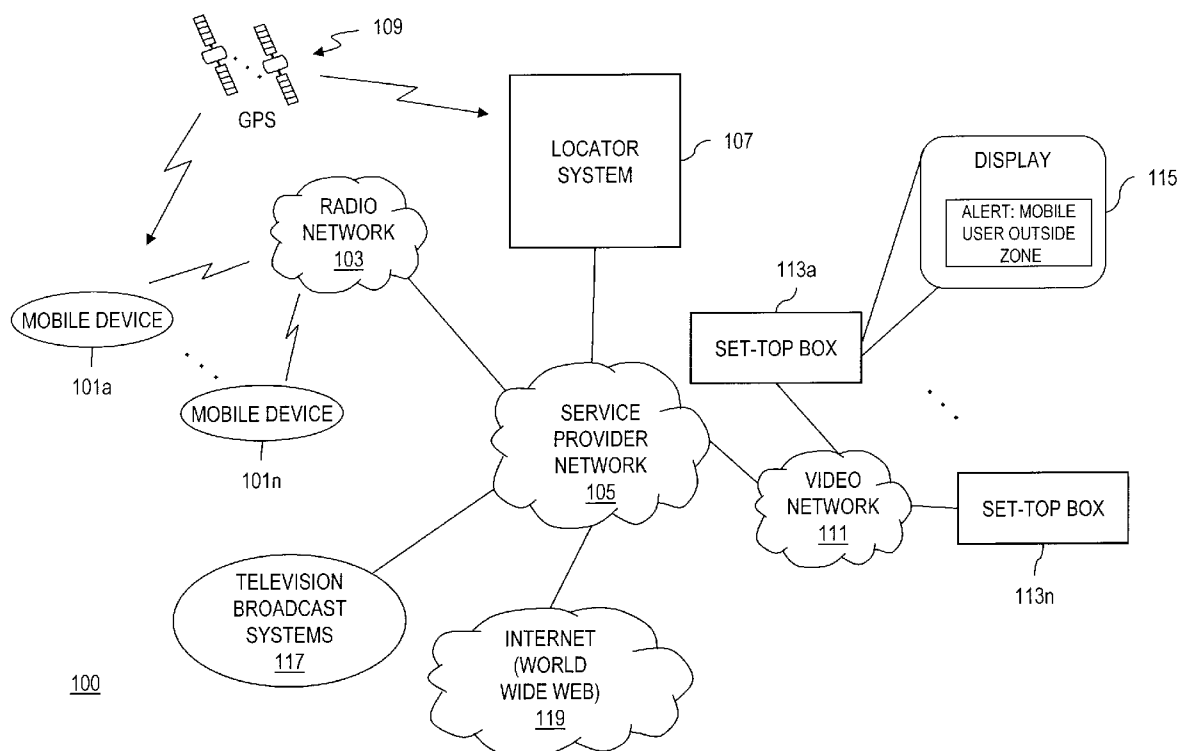 109
GPS
LOCATOR
SYSTEM
107
DISPLAY
115
ALERT: MOBILE
USER OUTSIDE
ZONE
RADIO
NETWORK
103
113a
MOBILE DEVICE
101a
SET-TOP BOX
MOBILE DEVICE
101n
SERVICE
PROVIDER
NETWORK
105
VIDEO
NETWORK
111
SET-TOP BOX
113n
TELEVISION
BROADCAST
SYSTEMS
117
INTERNET
(WORLD
WIDE WEB)
119
100